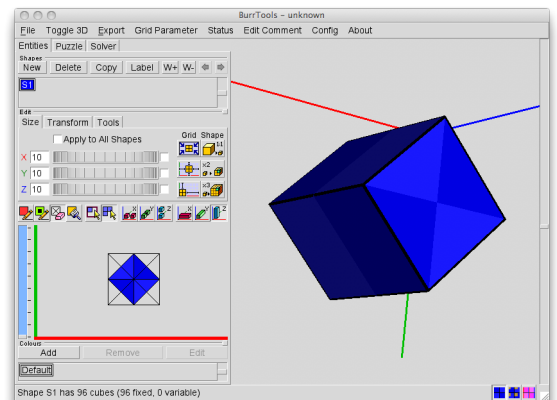 BurrTools – unknown
File Toggle 3D Export Grid Parameter Status Edit Comment Config About
Entities Puzzle Solver
Shapes
New Delete Copy Label W+ W-
S1
Edit
Size Transform Tools
Apply to All Shapes Grid Shape
X 10 1:1
Y 10 x2
Z 10 x3
X Y Z X Y Z
Colours
Add Remove Edit
Default
Shape S1 has 96 cubes (96 fixed, 0 variable)